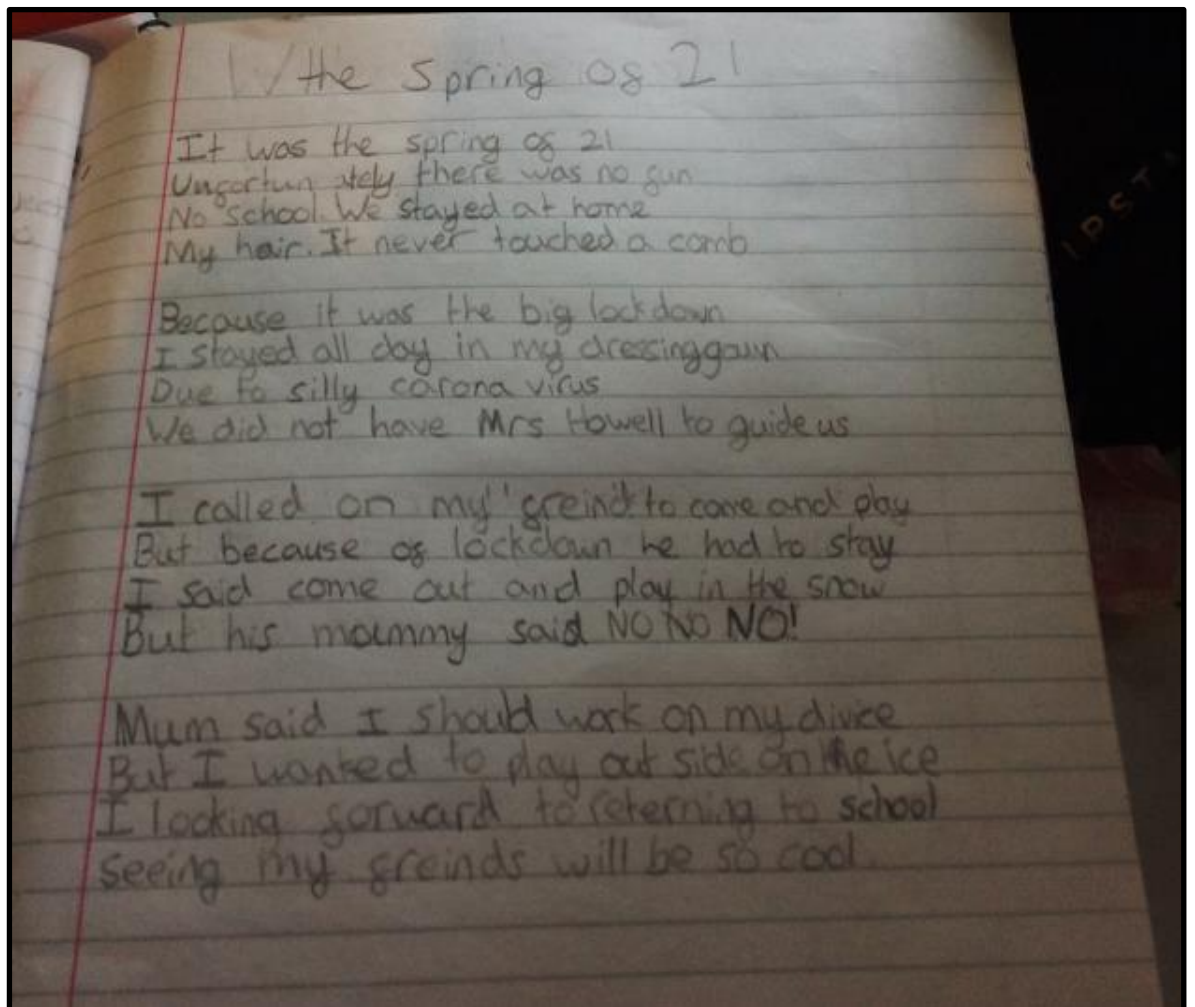 the Spring of 21
It was the spring of 21
Unfortun ately there was no fun
No school. We stayed at home
My hair. It never touched a comb
Because it was the big lockdown
I stayed all day in my dressinggown
Due to silly carona virus
We did not have Mrs Howell to guide us
I called on my freind to come and play
But because of lockdown he had to stay
I said come out and play in the snow
But his mammy said NO NO NO!
Mum said I should work on my divice
But I wanted to play out side on the ice
I looking forward to reterning to school
seeing my freinds will be so cool.